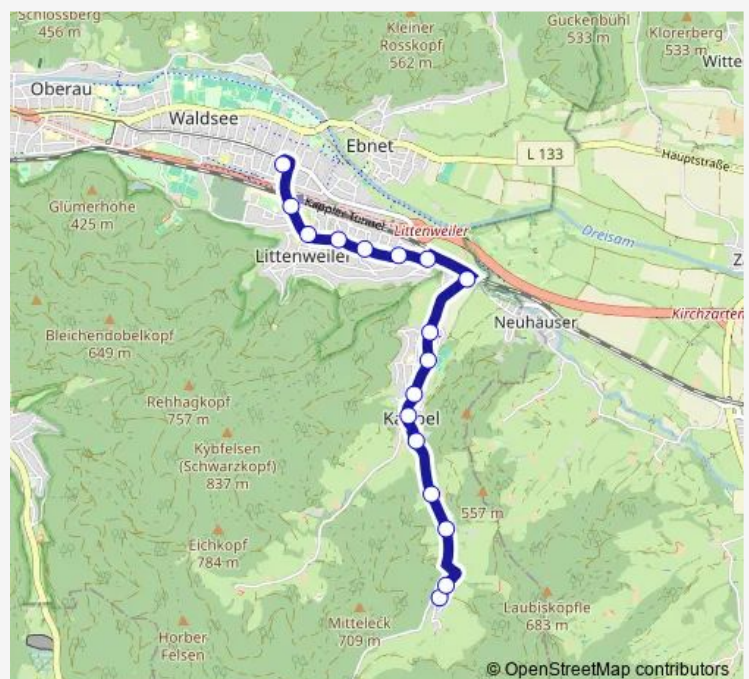 Schlossberg
456 m
Kleiner
Rosskopf
562 m
Guckenbühl
533 m
Klorerberg
533 m
Witte
Oberau
Waldsee
Ebnet
L 133
Hauptstraße
Glümerhöhe
425 m
Kappler Tunnel
Littenweiler
Dreisam
Littenweiler
Neuhäuser
Kirchzarten
Bleichendobelkopf
649 m
Rehhagkopf
757 m
Kybfelsen
(Schwarzkopf)
837 m
557 m
Eichkopf
784 m
Mitteleck
709 m
Laubisköpfle
683 m
Horber
Felsen
© OpenStreetMap contributors